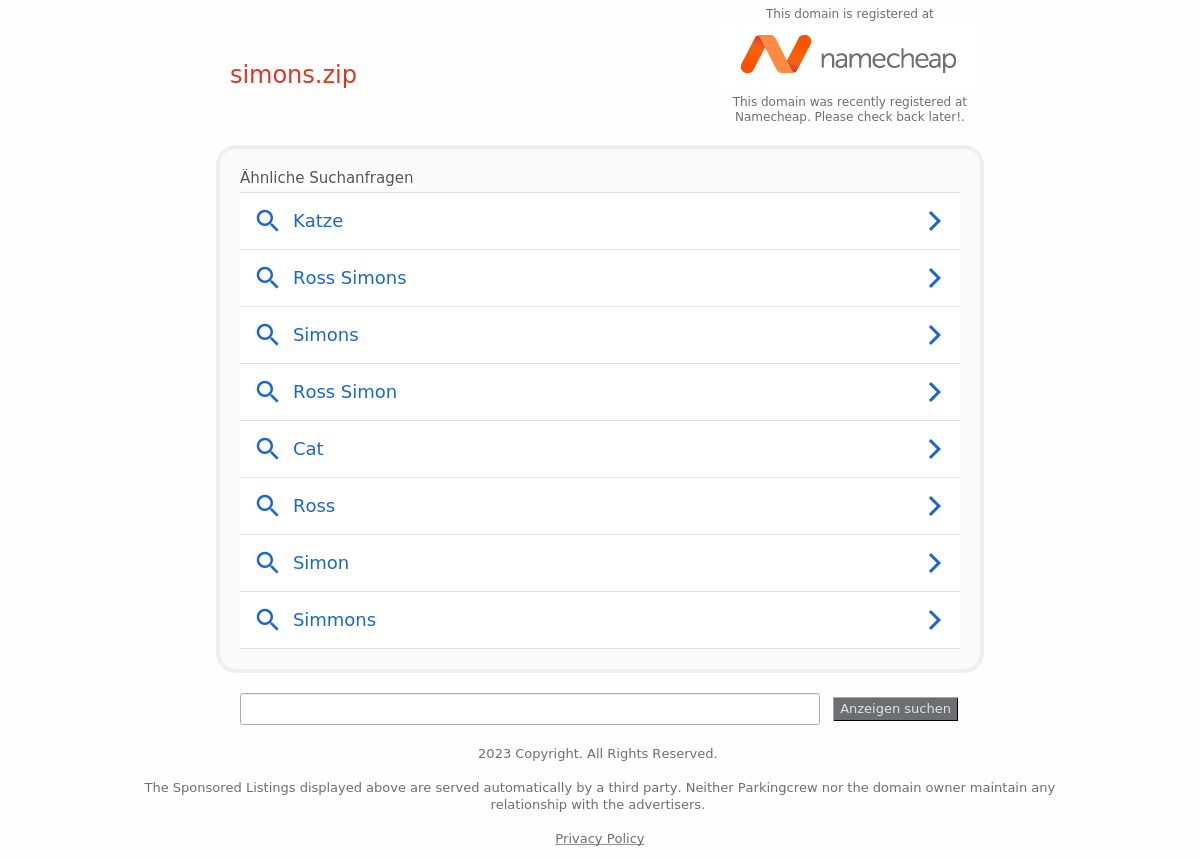 This domain is registered at
simons.zip
namecheap
This domain was recently registered at
Namecheap. Please check back later!.
Ähnliche Suchanfragen
Katze
Ross Simons
Simons
Ross Simon
Cat
Ross
Simon
Simmons
Anzeigen suchen
2023 Copyright. All Rights Reserved.
The Sponsored Listings displayed above are served automatically by a third party. Neither Parkingcrew nor the domain owner maintain any
relationship with the advertisers.
Privacy Policy